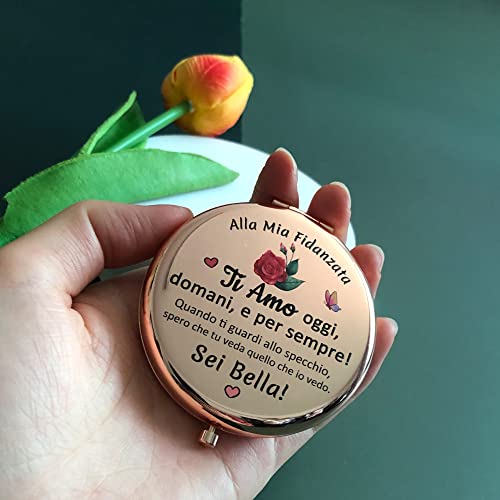 Alla Mia Fidanzata
Ti Amo oggi,
domani, e per sempre!
Quando ti guardi allo specchio,
spero che tu veda quello che io vedo.
Sei Bella!